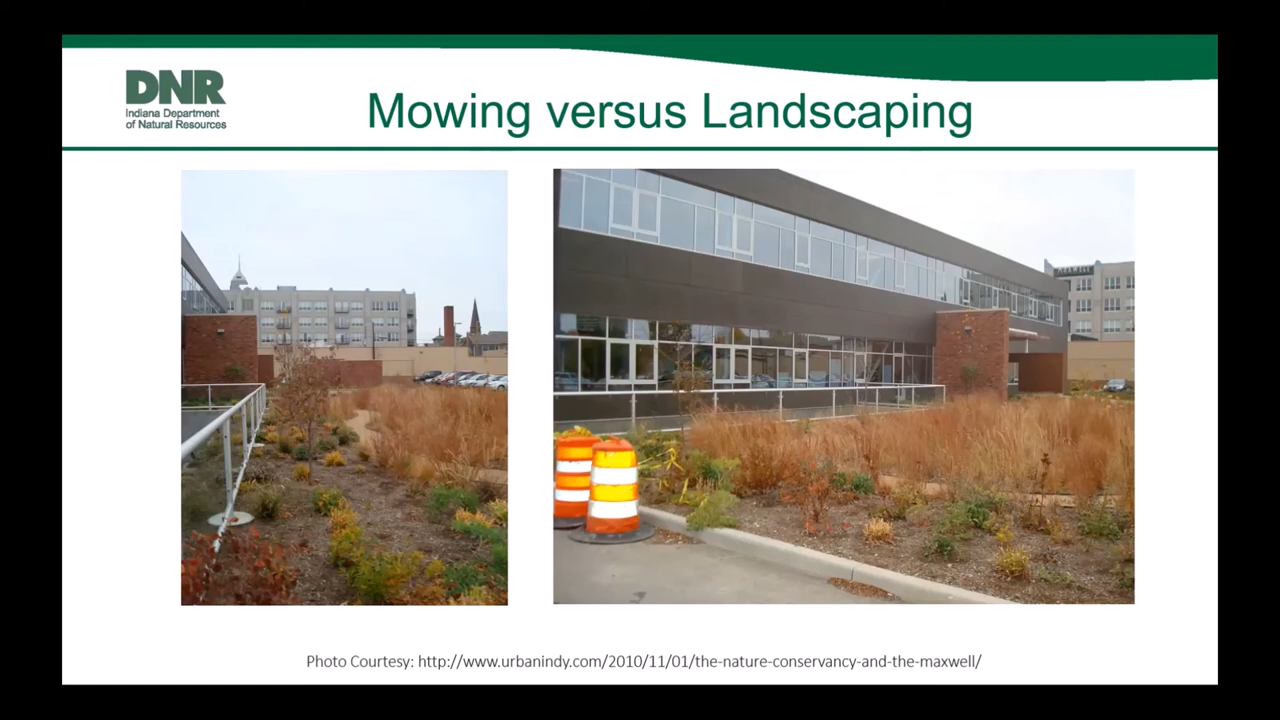 DNR
Indiana Department
of Natural Resources
Mowing versus Landscaping
MAXWELL
Photo Courtesy: http://www.urbanindy.com/2010/11/01/the-nature-conservancy-and-the-maxwell/